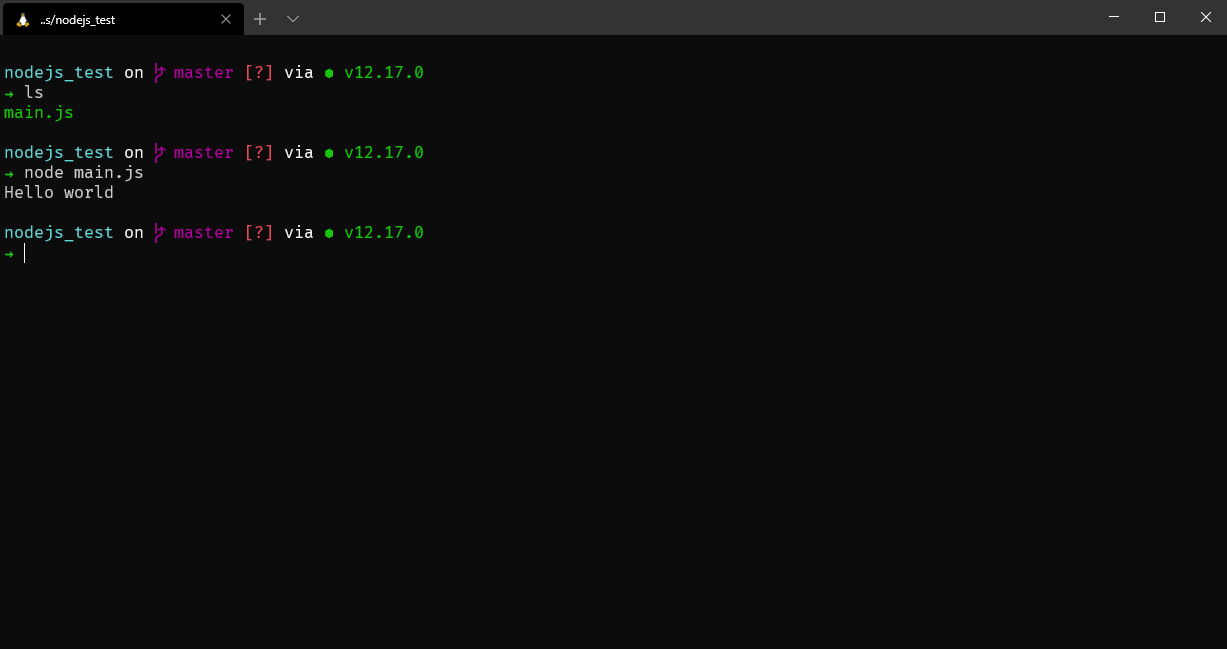 ..s/nodejs_test
nodejs_test on master [?] via ⬢ v12.17.0
→ ls
main.js
nodejs_test on master [?] via ⬢ v12.17.0
→ node main.js
Hello world
nodejs_test on master [?] via ⬢ v12.17.0
→